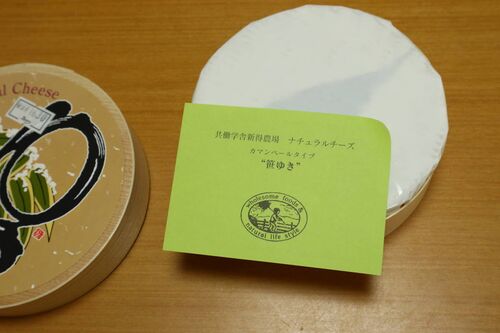 al Cheese
共働学舎新得農場 ナチュラルチーズ
カマンベールタイプ
“笹ゆき”
wholesome foods &
natural life style